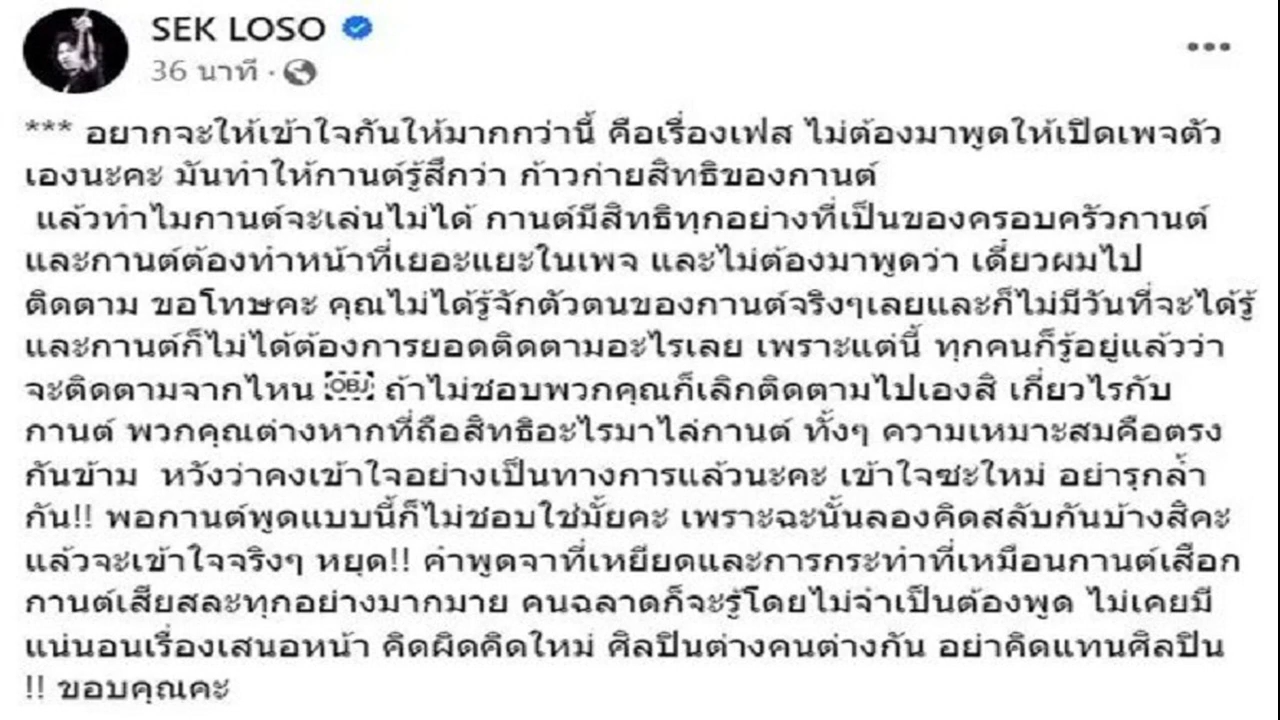 SEK LOSO
36 นาที ·
*** อยากจะให้เข้าใจกันให้มากกว่านี้ คือเรื่องเฟส ไม่ต้องมาพูดให้เปิดเพจตัว
เองนะคะ มันทำให้กานต์รู้สึกว่า ก้าวก่ายสิทธิของกานต์
แล้วทำไมกานต์จะเล่นไม่ได้ กานต์มีสิทธิทุกอย่างที่เป็นของครอบครัวกานต์
และกานต์ต้องทำหน้าที่เยอะแยะในเพจ และไม่ต้องมาพูดว่า เดี๋ยวผมไป
ติดตาม ขอโทษคะ คุณไม่ได้รู้จักตัวตนของกานต์จริงๆเลยและก็ไม่มีวันที่จะได้รู้
และกานต์ก็ไม่ได้ต้องการยอดติดตามอะไรเลย เพราะแต่นี้ ทุกคนก็รู้อยู่แล้วว่า
จะติดตามจากไหน OBJ ถ้าไม่ชอบพวกคุณก็เลิกติดตามไปเองสิ เกี่ยวไรกับ
กานต์ พวกคุณต่างหากที่ถือสิทธิอะไรมาไล่กานต์ ทั้งๆ ความเหมาะสมคือตรง
กันข้าม หวังว่าคงเข้าใจอย่างเป็นทางการแล้วนะคะ เข้าใจซะใหม่ อย่ารุกล้ำ
กัน!! พอกานต์พูดแบบนี้ก็ไม่ชอบใช่มั้ยคะ เพราะฉะนั้นลองคิดสลับกันบ้างสิคะ
แล้วจะเข้าใจจริงๆ หยุด!! คำพูดจาที่เหยียดและการกระทำที่เหมือนกานต์เสือก
กานต์เสียสละทุกอย่างมากมาย คนฉลาดก็จะรู้โดยไม่จำเป็นต้องพูด ไม่เคยมี
แน่นอนเรื่องเสนอหน้า คิดผิดคิดใหม่ ศิลปินต่างคนต่างกัน อย่าคิดแทนศิลปิน
!! ขอบคุณคะ